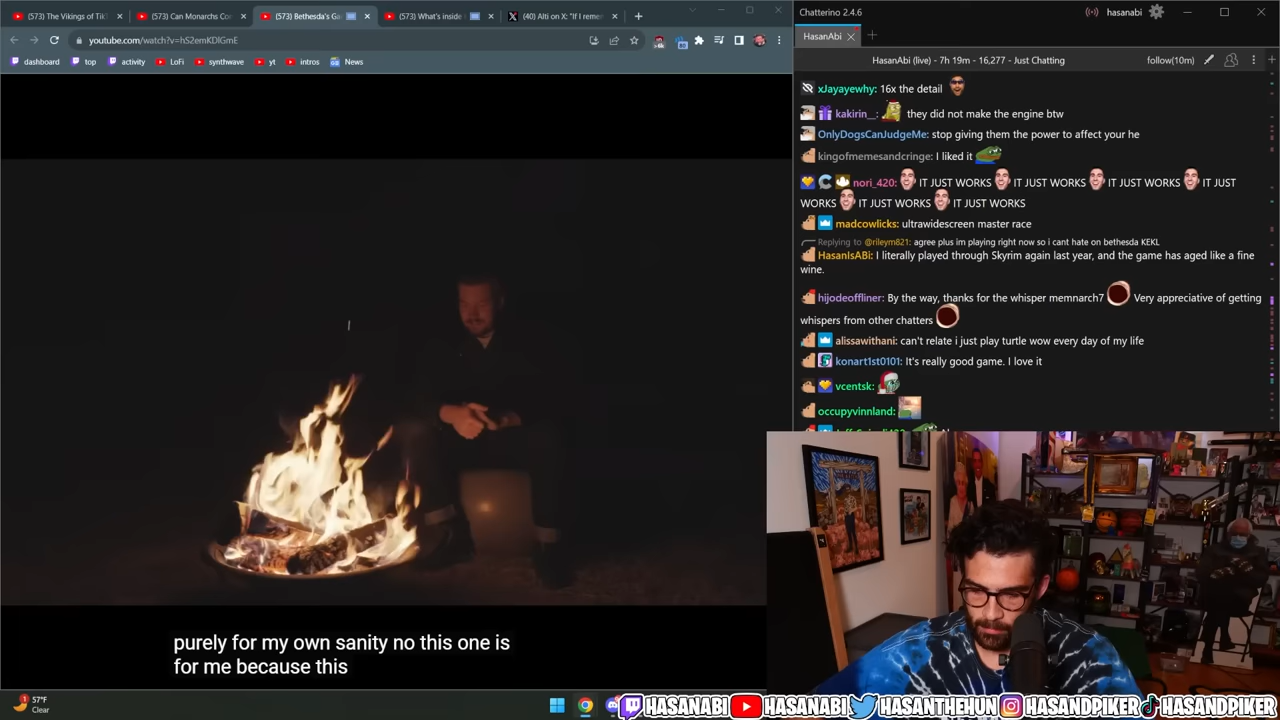 (573) The Vikings of Tik
(573) Can Monarchs Co
(573) Bethesda's Ga
(573) What's inside
(40) Alti on X: "If I reme
youtube.com/watch?v=hS2emKDlGmE
dashboard
top
activity
LoFi
synthwave
yt
intros
News
purely for my own sanity no this one is
for me because this
57°F
Clear
Chatterino 2.4.6
hasanabi
HasanAbi
HasanAbi (live) - 7h 19m - 16,277 - Just Chatting
follow(10m)
xJayayewhy: 16x the detail
kakirin__: they did not make the engine btw
OnlyDogsCanJudgeMe: stop giving them the power to affect your he
kingofmemesandcringe: I liked it
nori_420: IT JUST WORKS IT JUST WORKS IT JUST WORKS IT JUST
WORKS IT JUST WORKS IT JUST WORKS
madcowlicks: ultrawidescreen master race
Replying to @rileym821: agree plus im playing right now so i cant hate on bethesda KEKL
HasanIsABi: I literally played through Skyrim again last year, and the game has aged like a fine
wine.
hijodeoffliner: By the way, thanks for the whisper memnarch7 Very appreciative of getting
whispers from other chatters
alissawithani: can't relate i just play turtle wow every day of my life
konart1st0101: It's really good game. I love it
vcentsk:
occupyvinnland:
HASANABI HASANABI HASANTHEHUN HASANDPIKER HASANDPIKER